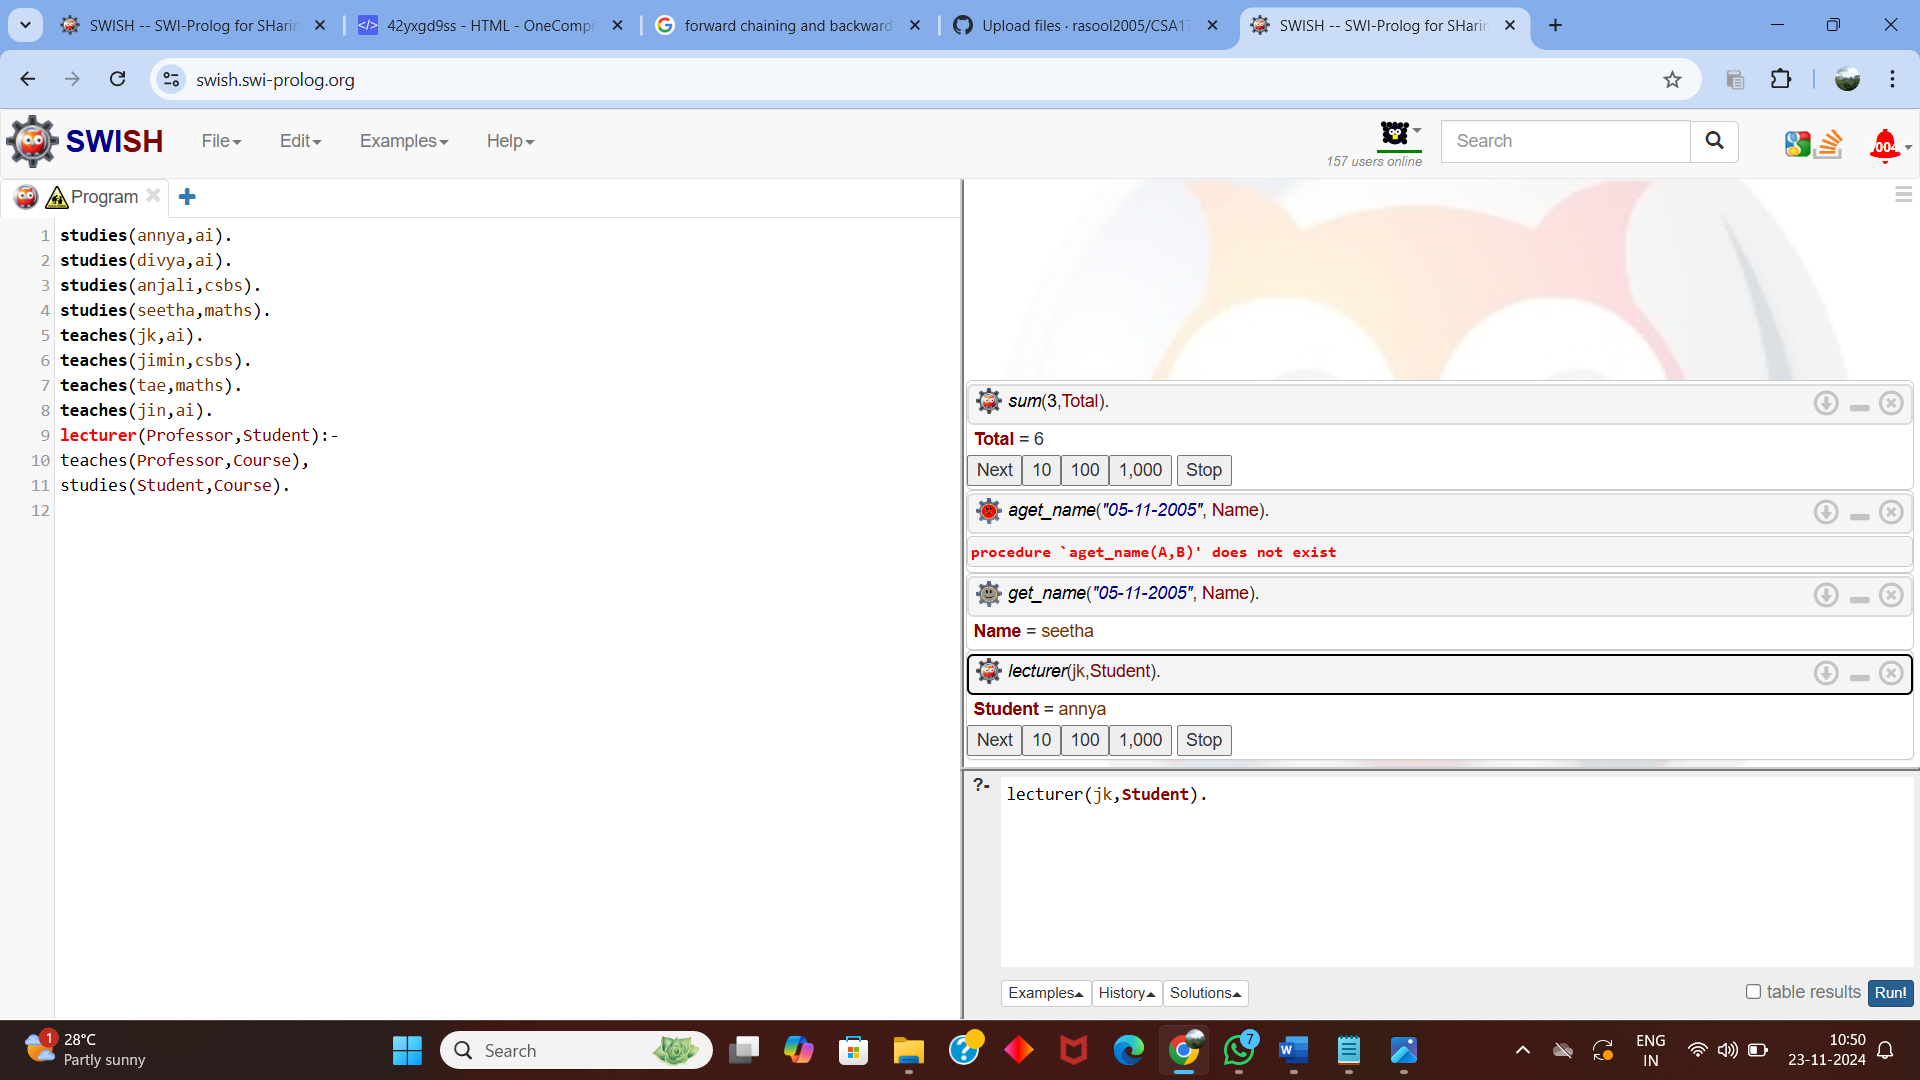 SWISH -- SWI-Prolog for SHarin
42yxgd9ss - HTML - OneCompi
forward chaining and backward
Upload files · rasool2005/CSA17
SWISH -- SWI-Prolog for SHarin
swish.swi-prolog.org
SWISH
File
Edit
Examples
Help
157 users online
Search
Program
1 studies(annya,ai).
2 studies(divya,ai).
3 studies(anjali,csbs).
4 studies(seetha,maths).
5 teaches(jk,ai).
6 teaches(jimin,csbs).
7 teaches(tae,maths).
8 teaches(jin,ai).
9 lecturer(Professor,Student):-
10 teaches(Professor,Course),
11 studies(Student,Course).
12
sum(3,Total).
Total = 6
Next 10 100 1,000 Stop
aget_name("05-11-2005", Name).
procedure `aget_name(A,B)' does not exist
get_name("05-11-2005", Name).
Name = seetha
lecturer(jk,Student).
Student = annya
Next 10 100 1,000 Stop
?- lecturer(jk,Student).
Examples History Solutions
table results Run!
1
28°C
Partly sunny
Search
7
ENG
IN
10:50
23-11-2024